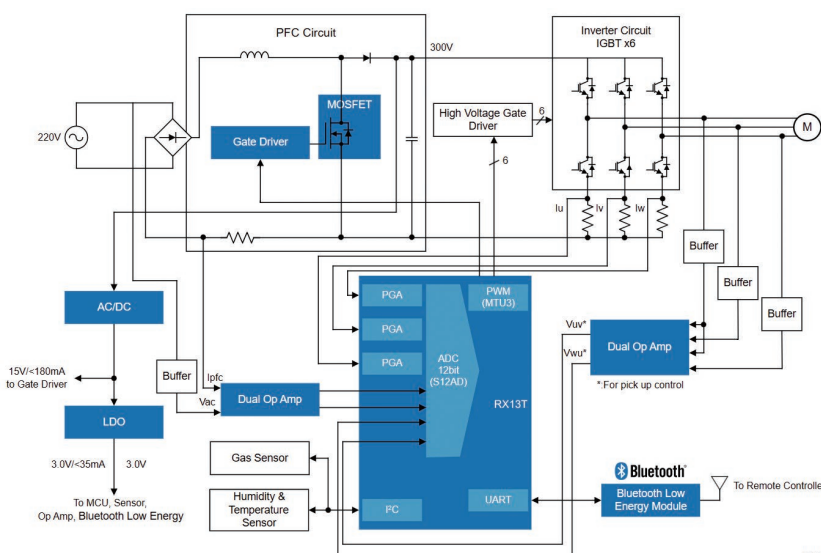 PFC Circuit
300V
Inverter Circuit
IGBT x6
220V
MOSFET
Gate Driver
High Voltage Gate
Driver
6
6
M
Iu
Iv
Iw
Buffer
Buffer
Buffer
AC/DC
15V/<180mA
to Gate Driver
Buffer
LDO
3.0V/<35mA
3.0V
To MCU, Sensor,
Op Amp, Bluetooth Low Energy
Ipfc
Vac
Dual Op Amp
PGA
PGA
PGA
ADC
12bit
(S12AD)
PWM
(MTU3)
RX13T
Vuv*
Vwu*
Dual Op Amp
*:For pick up control
Gas Sensor
Humidity &
Temperature
Sensor
I²C
UART
Bluetooth®
Bluetooth Low
Energy Module
To Remote Controlle